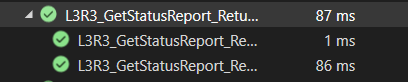 L3R3_GetStatusReport_Retu... 87 ms
L3R3_GetStatusReport_Re... 1 ms
L3R3_GetStatusReport_Re... 86 ms